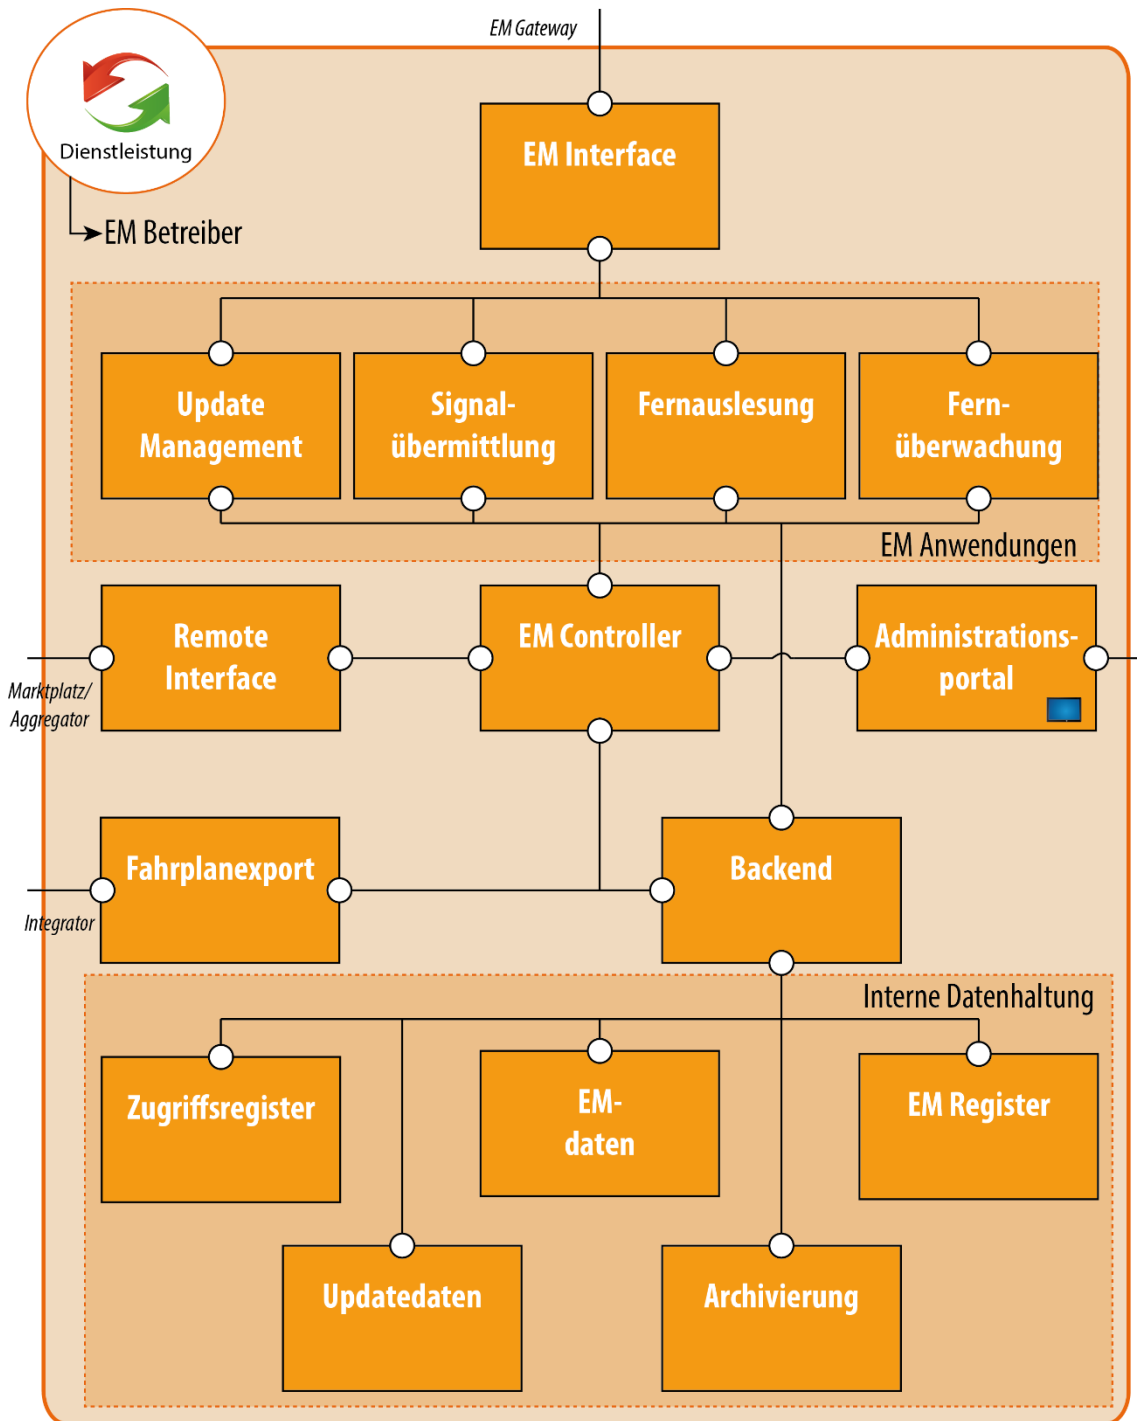 EM Gateway
Dienstleistung
EM Betreiber
EM Interface
Update
Management
Signal-
übermittlung
Fernauslesung
Fern-
überwachung
EM Anwendungen
Remote
Interface
EM Controller
Administrations-
portal
Marktplatz/
Aggregator
Fahrplanexport
Backend
Integrator
Interne Datenhaltung
Zugriffsregister
EM-
daten
EM Register
Updatedaten
Archivierung